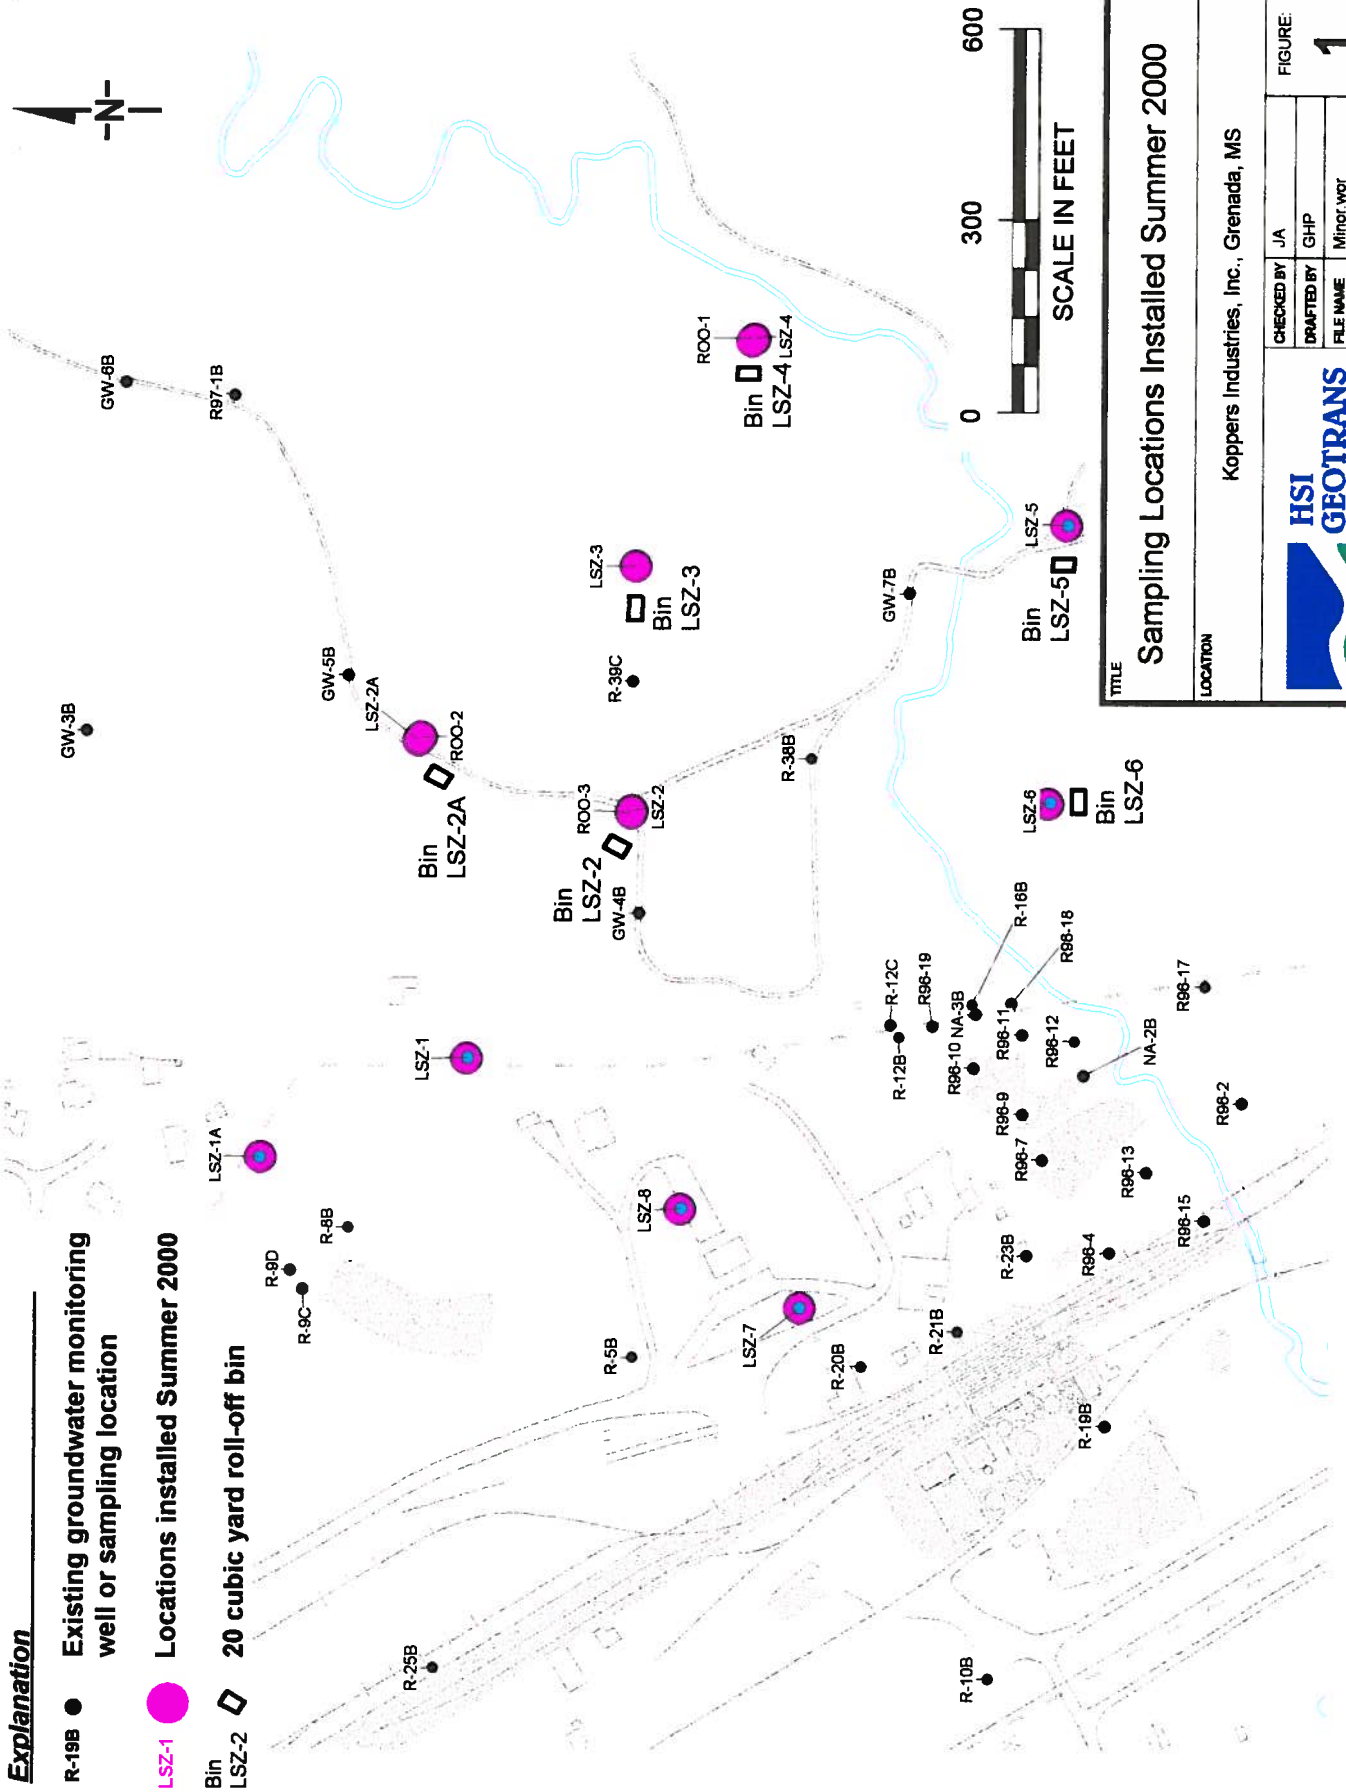 Explanation
R-19B
Existing groundwater monitoring
well or sampling location
LSZ-1
Locations installed Summer 2000
Bin
LSZ-2
20 cubic yard roll-off bin
-N-
GW-3B
GW-6B
R97-1B
LSZ-1A
R-9D
R-9C
R-8B
GW-5B
LSZ-2A
ROO-2
Bin
LSZ-2A
R-25B
LSZ-1
ROO-3
LSZ-2
Bin
LSZ-2
GW-4B
LSZ-3
Bin
LSZ-3
R-39C
R-5B
LSZ-8
ROO-1
LSZ-4
Bin
LSZ-4
LSZ-7
R-38B
R-20B
R-12C
R-12B
R96-19
GW-7B
R-21B
NA-3B
R-16B
R96-10
R96-11
R96-18
R96-9
R96-7
R-23B
R96-12
NA-2B
R96-4
R96-13
R96-15
R96-17
R96-2
R-19B
R-10B
LSZ-5
Bin
LSZ-5
LSZ-6
Bin
LSZ-6
0
300
600
SCALE IN FEET
TITLE
Sampling Locations Installed Summer 2000
LOCATION
Koppers Industries, Inc., Grenada, MS
HSI
GEOTRANS
CHECKED BY JA
DRAFTED BY GHP
FILE NAME Minor.wor
FIGURE:
1